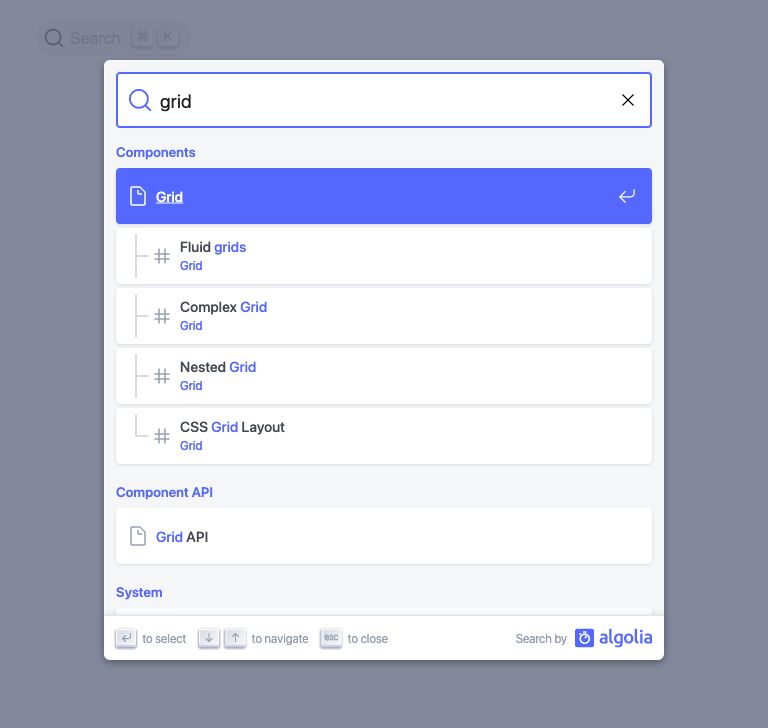 Search ⌘ K
grid
Components
Grid
Fluid grids
Grid
Complex Grid
Grid
Nested Grid
Grid
CSS Grid Layout
Grid
Component API
Grid API
System
to select to navigate esc to close Search by algolia